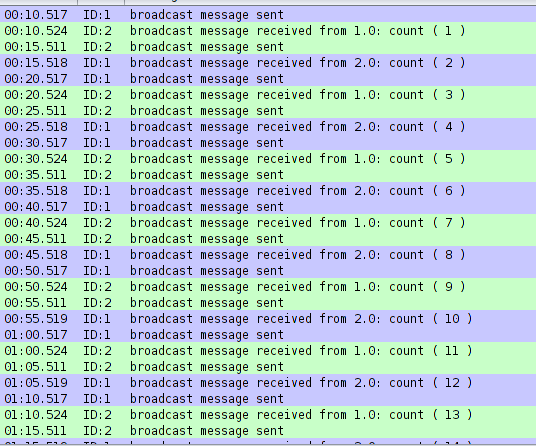 00:10.517 ID:1 broadcast message sent
00:10.524 ID:2 broadcast message received from 1.0: count ( 1 )
00:15.511 ID:2 broadcast message sent
00:15.518 ID:1 broadcast message received from 2.0: count ( 2 )
00:20.517 ID:1 broadcast message sent
00:20.524 ID:2 broadcast message received from 1.0: count ( 3 )
00:25.511 ID:2 broadcast message sent
00:25.518 ID:1 broadcast message received from 2.0: count ( 4 )
00:30.517 ID:1 broadcast message sent
00:30.524 ID:2 broadcast message received from 1.0: count ( 5 )
00:35.511 ID:2 broadcast message sent
00:35.518 ID:1 broadcast message received from 2.0: count ( 6 )
00:40.517 ID:1 broadcast message sent
00:40.524 ID:2 broadcast message received from 1.0: count ( 7 )
00:45.511 ID:2 broadcast message sent
00:45.518 ID:1 broadcast message received from 2.0: count ( 8 )
00:50.517 ID:1 broadcast message sent
00:50.524 ID:2 broadcast message received from 1.0: count ( 9 )
00:55.511 ID:2 broadcast message sent
00:55.519 ID:1 broadcast message received from 2.0: count ( 10 )
01:00.517 ID:1 broadcast message sent
01:00.524 ID:2 broadcast message received from 1.0: count ( 11 )
01:05.511 ID:2 broadcast message sent
01:05.519 ID:1 broadcast message received from 2.0: count ( 12 )
01:10.517 ID:1 broadcast message sent
01:10.524 ID:2 broadcast message received from 1.0: count ( 13 )
01:15.511 ID:2 broadcast message sent